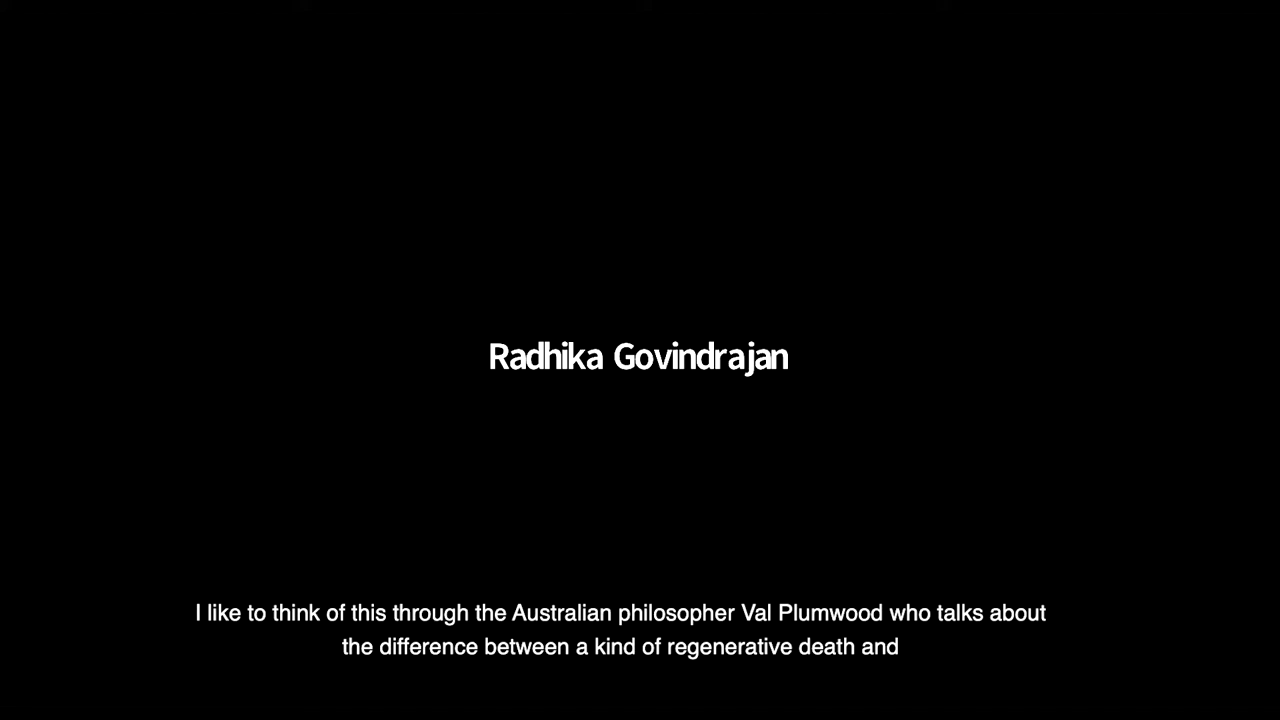 Radhika Govindrajan
I like to think of this through the Australian philosopher Val Plumwood who talks about
the difference between a kind of regenerative death and